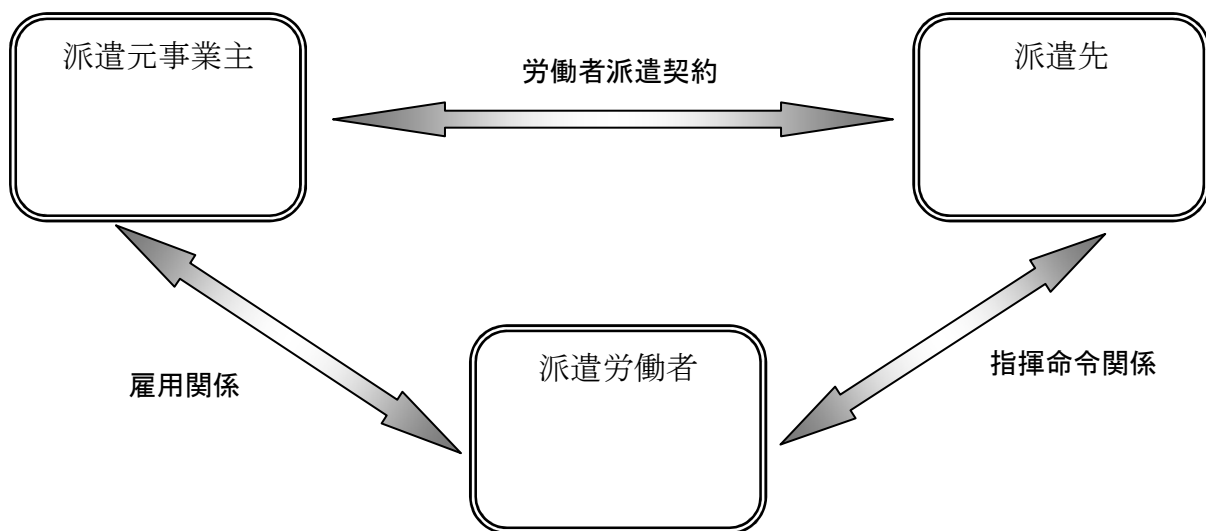 派遣元事業主
労働者派遣契約
派遣先
雇用関係
派遣労働者
指揮命令関係